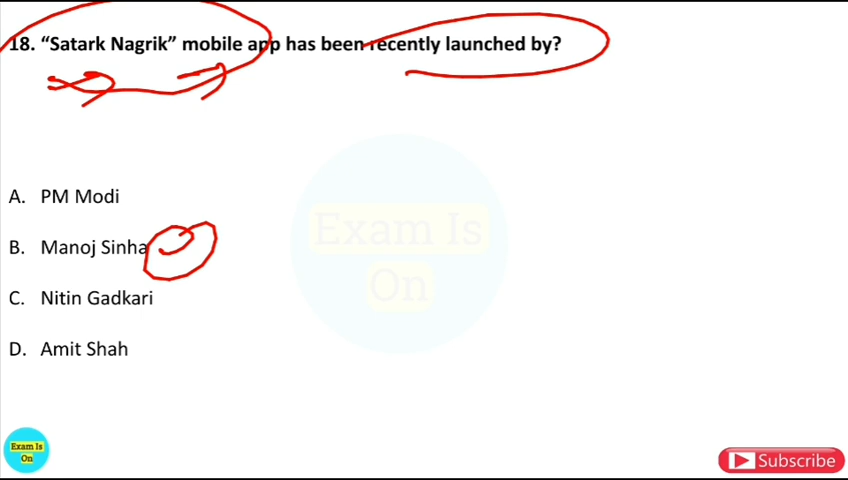 18. “Satark Nagrik” mobile app has been recently launched by?
A. PM Modi
B. Manoj Sinha
Exam Is
On
C. Nitin Gadkari
D. Amit Shah
Exam Is
On
Subscribe